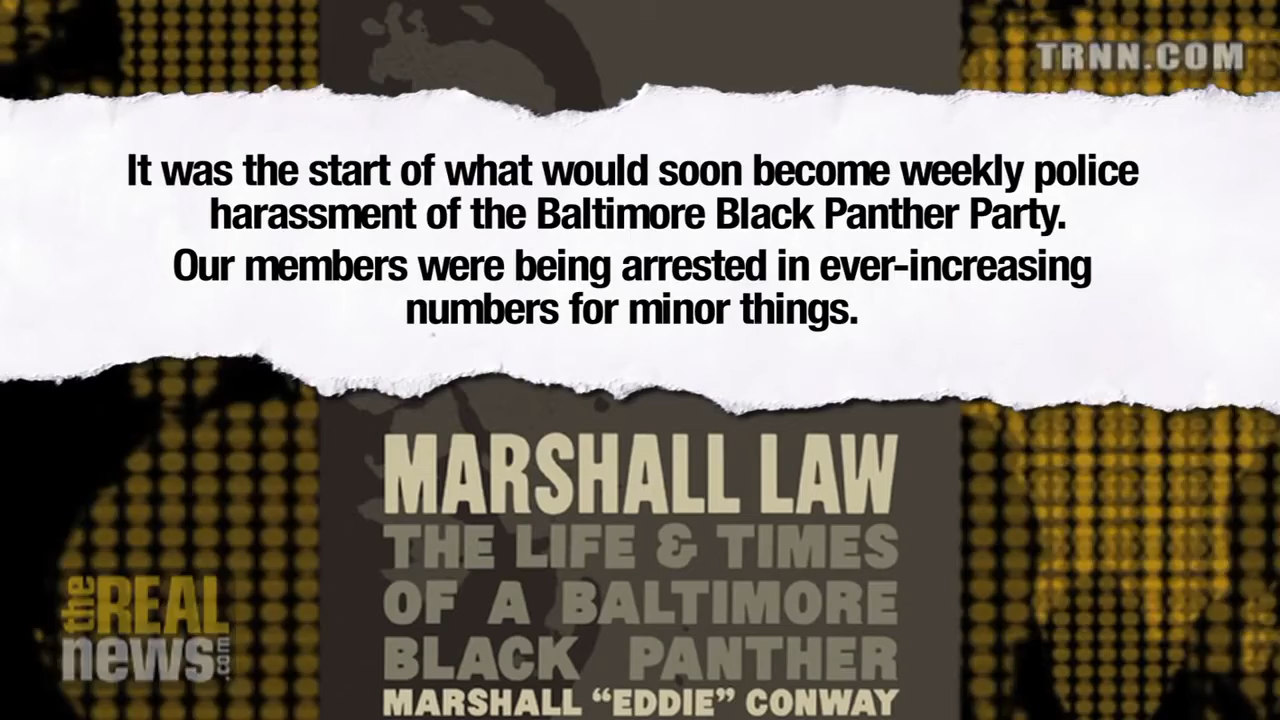 TRNN.COM
It was the start of what would soon become weekly police
harassment of the Baltimore Black Panther Party.
Our members were being arrested in ever-increasing
numbers for minor things.
MARSHALL LAW
THE LIFE & TIMES
OF A BALTIMORE
BLACK PANTHER
MARSHALL “EDDIE” CONWAY
the REAL
news.com